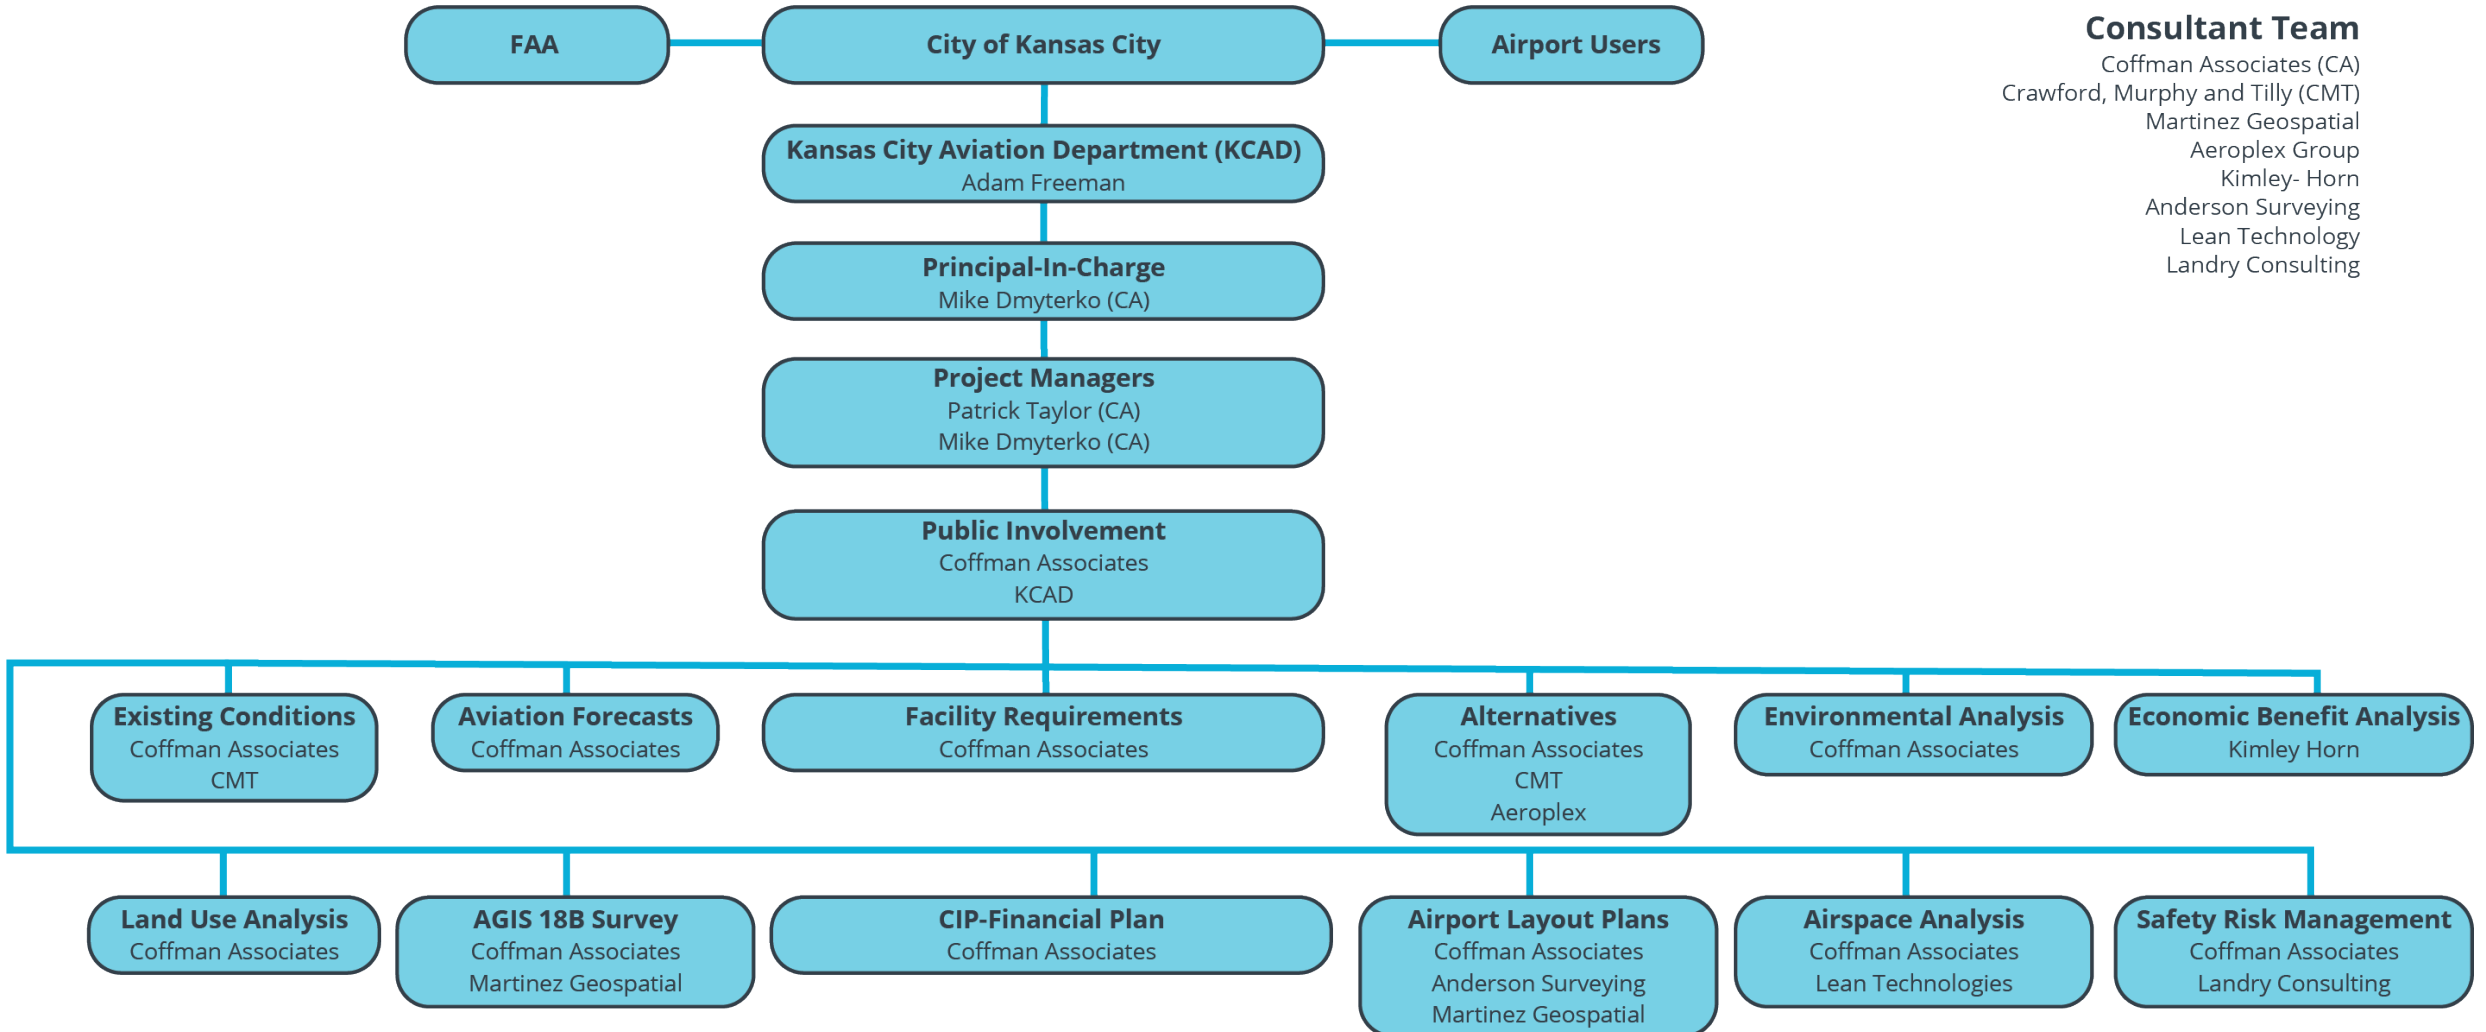 FAA
City of Kansas City
Airport Users
Consultant Team
Coffman Associates (CA)
Crawford, Murphy and Tilly (CMT)
Martinez Geospatial
Aeroplex Group
Kimley- Horn
Anderson Surveying
Lean Technology
Landry Consulting
Kansas City Aviation Department (KCAD)
Adam Freeman
Principal-In-Charge
Mike Dmyterko (CA)
Project Managers
Patrick Taylor (CA)
Mike Dmyterko (CA)
Public Involvement
Coffman Associates
KCAD
Existing Conditions
Coffman Associates
CMT
Aviation Forecasts
Coffman Associates
Facility Requirements
Coffman Associates
Alternatives
Coffman Associates
CMT
Aeroplex
Environmental Analysis
Coffman Associates
Economic Benefit Analysis
Kimley Horn
Land Use Analysis
Coffman Associates
AGIS 18B Survey
Coffman Associates
Martinez Geospatial
CIP-Financial Plan
Coffman Associates
Airport Layout Plans
Coffman Associates
Anderson Surveying
Martinez Geospatial
Airspace Analysis
Coffman Associates
Lean Technologies
Safety Risk Management
Coffman Associates
Landry Consulting